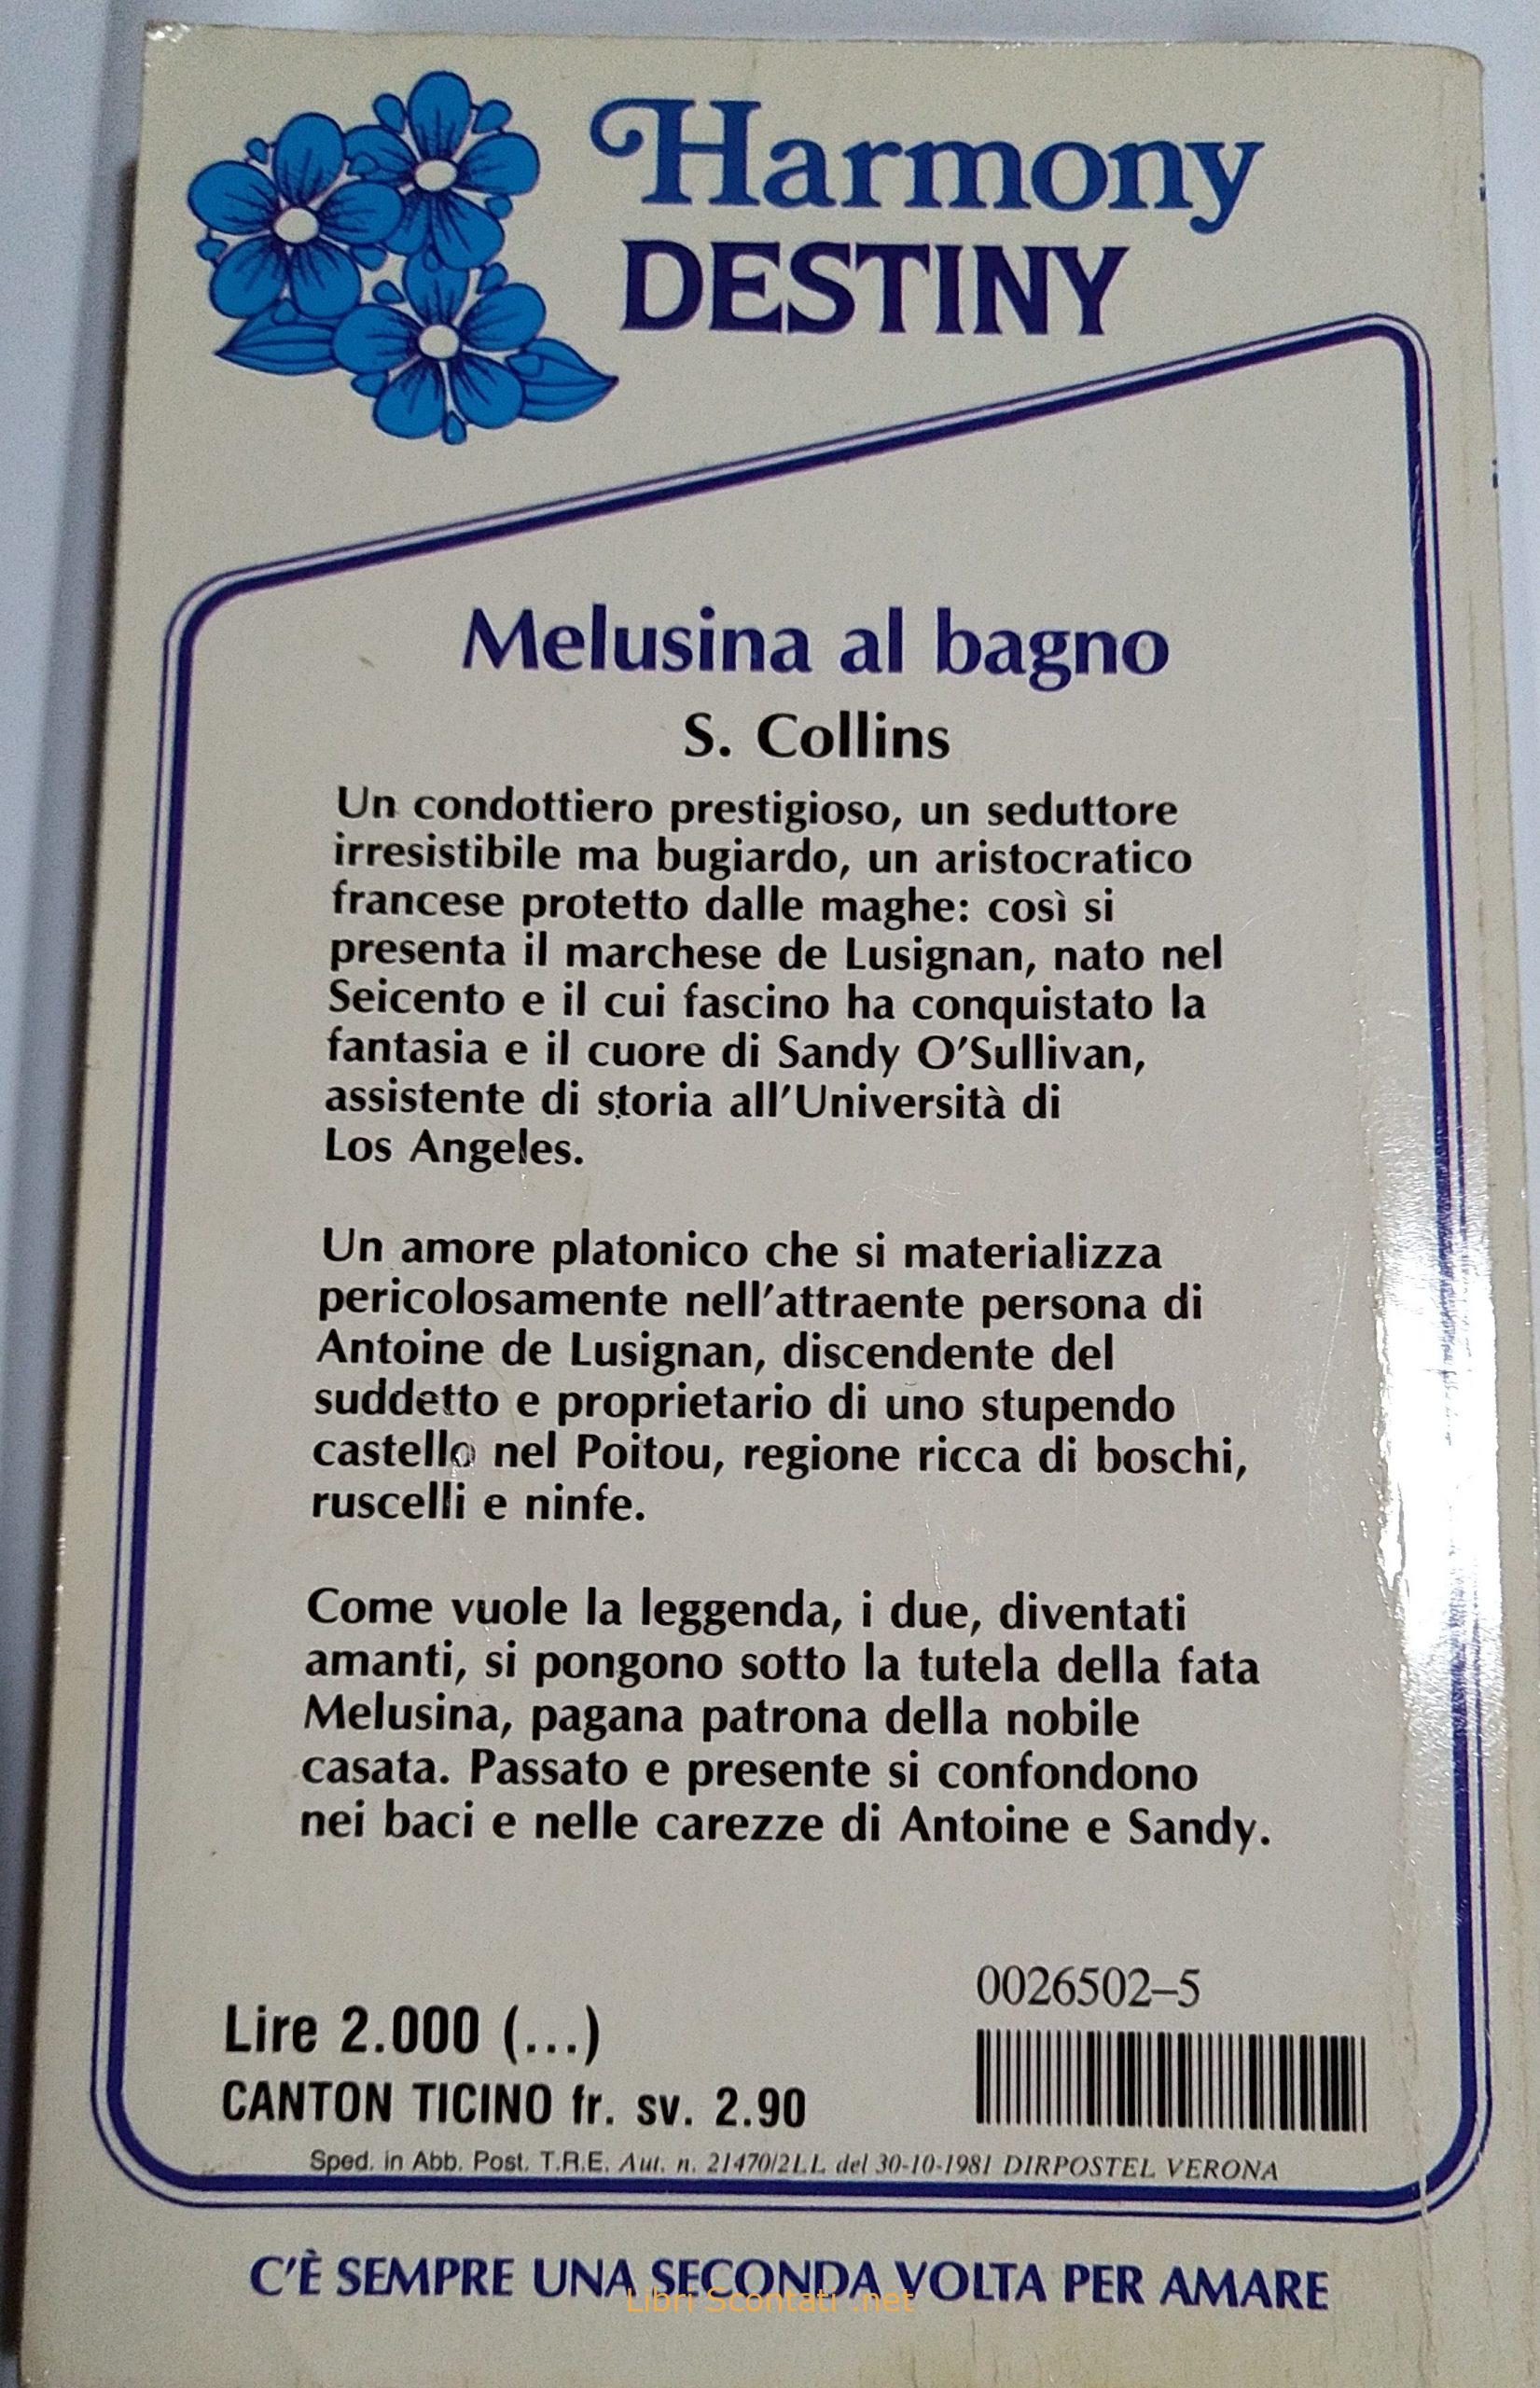 Harmony
DESTINY
Melusina al bagno
S. Collins
Un condottiero prestigioso, un seduttore
irresistibile ma bugiardo, un aristocratico
francese protetto dalle maghe: così si
presenta il marchese de Lusignan, nato nel
Seicento e il cui fascino ha conquistato la
fantasia e il cuore di Sandy O'Sullivan,
assistente di storia all'Università di
Los Angeles.
Un amore platonico che si materializza
pericolosamente nell'attraente persona di
Antoine de Lusignan, discendente del
suddetto e proprietario di uno stupendo
castello nel Poitou, regione ricca di boschi,
ruscelli e ninfe.
Come vuole la leggenda, i due, diventati
amanti, si pongono sotto la tutela della fata
Melusina, pagana patrona della nobile
casata. Passato e presente si confondono
nei baci e nelle carezze di Antoine e Sandy.
0026502–5
Lire 2.000 (...)
CANTON TICINO fr. sv. 2.90
Sped. in Abb. Post. T.R.E. Aut. n. 21470/2LL del 30-10-1981 DIRPOSTEL VERONA
C'È SEMPRE UNA SECONDA VOLTA PER AMARE
Libri Scontati .net